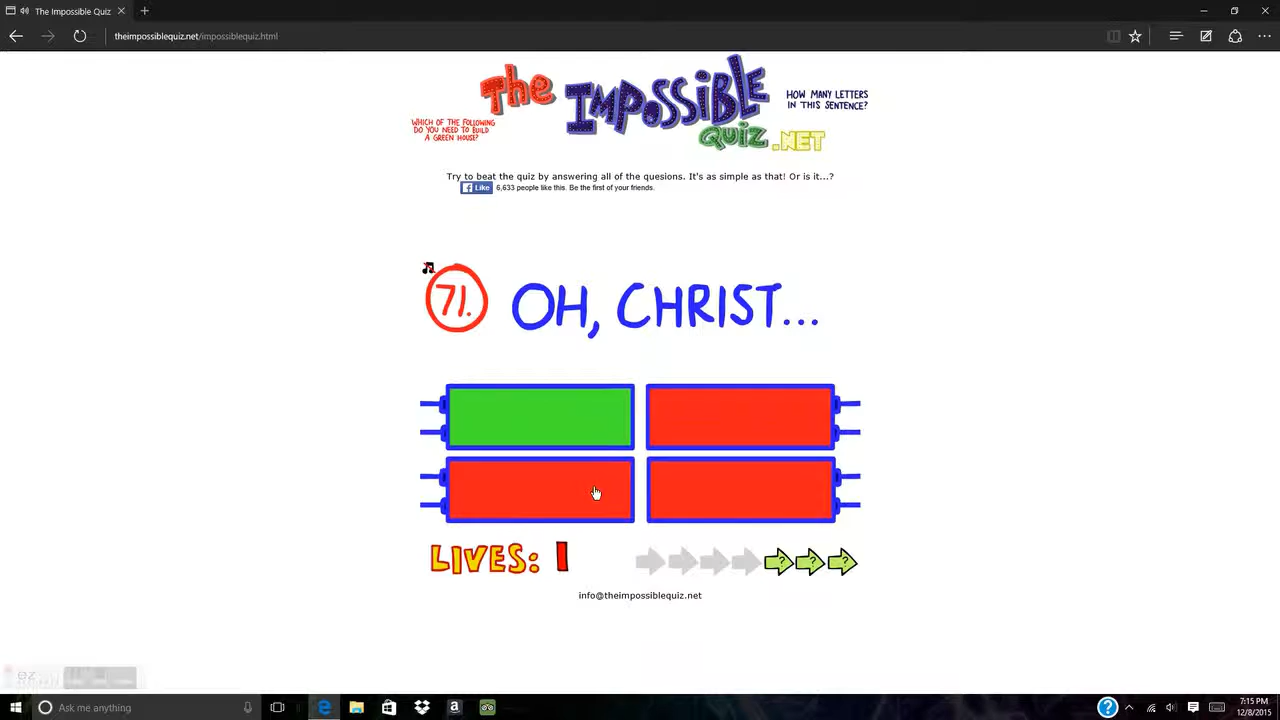 The Impossible Quiz
theimpossiblequiz.net/impossiblequiz.html
The IMPOSSIBLE QUIZ .NET
HOW MANY LETTERS
IN THIS SENTENCE?
WHICH OF THE FOLLOWING
DO YOU NEED TO BUILD
A GREEN HOUSE?
Try to beat the quiz by answering all of the quesions. It's as simple as that! Or is it...?
Like 6,633 people like this. Be the first of your friends.
71. OH, CHRIST...
LIVES: 1
? ? ?
info@theimpossiblequiz.net
ez
Ask me anything
7:15 PM
12/8/2015